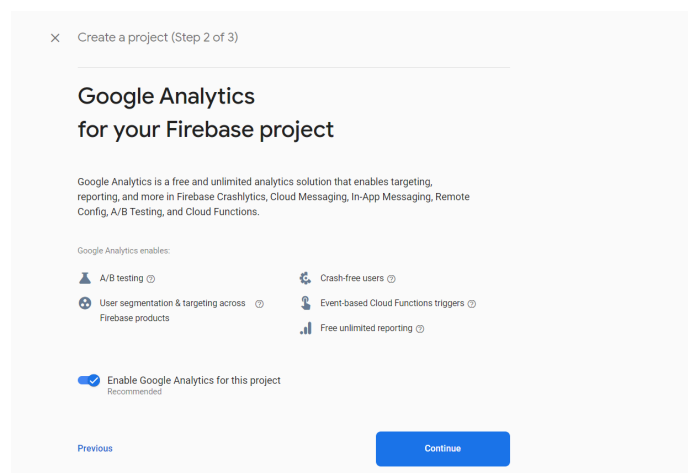 Create a project (Step 2 of 3)
Google Analytics
for your Firebase project
Google Analytics is a free and unlimited analytics solution that enables targeting,
reporting, and more in Firebase Crashlytics, Cloud Messaging, In-App Messaging, Remote
Config, A/B Testing, and Cloud Functions.
Google Analytics enables:
A/B testing
Crash-free users
User segmentation & targeting across
Firebase products
Event-based Cloud Functions triggers
Free unlimited reporting
Enable Google Analytics for this project
Recommended
Previous
Continue